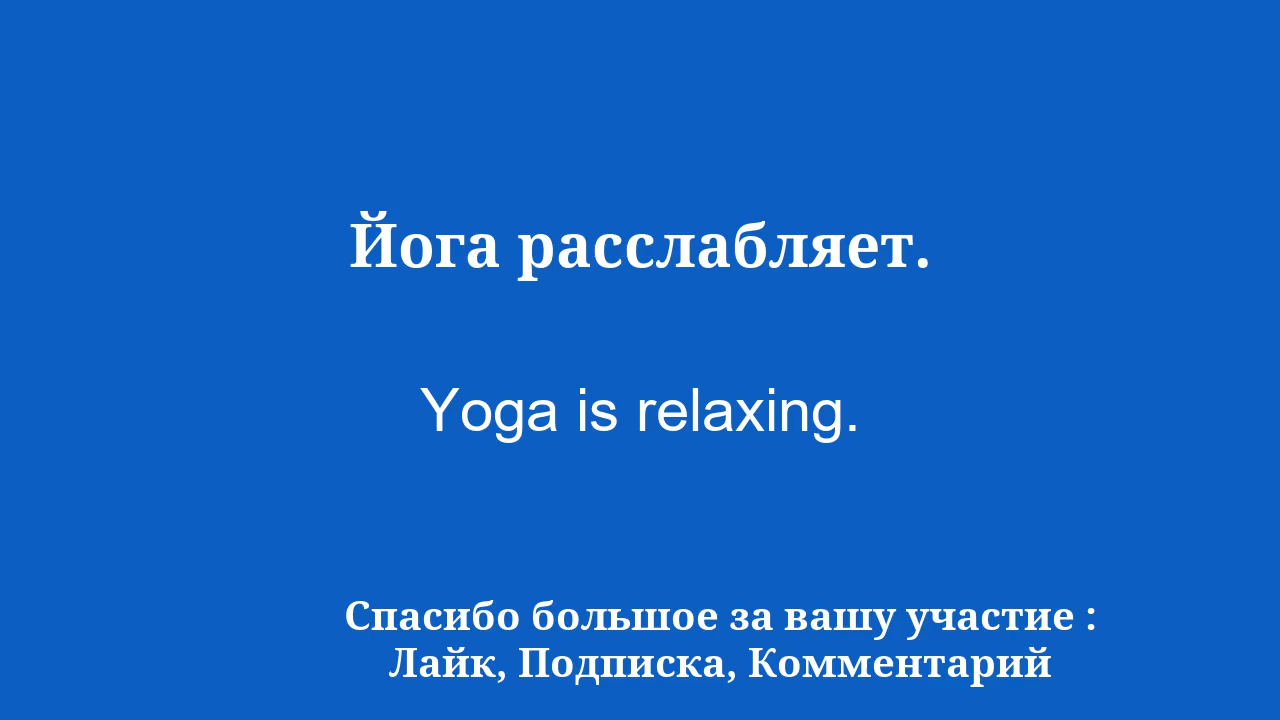 Йога расслабляет.
Yoga is relaxing.
Спасибо большое за вашу участие :
Лайк, Подписка, Комментарий